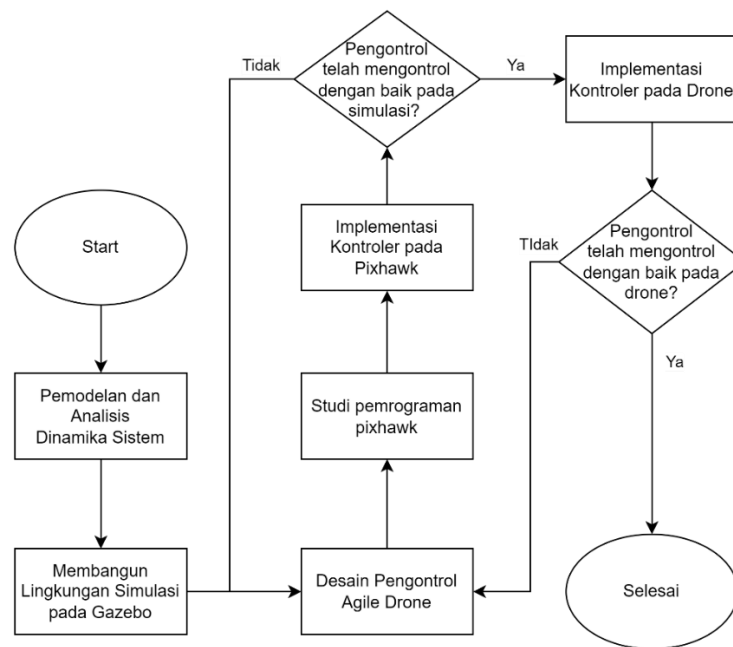 Start
Pemodelan dan
Analisis
Dinamika Sistem
Membangun
Lingkungan Simulasi
pada Gazebo
Desain Pengontrol
Agile Drone
Studi pemrograman
pixhawk
Implementasi
Kontroler pada
Pixhawk
Pengontrol
telah mengontrol
dengan baik pada
simulasi?
Tidak
Ya
Implementasi
Kontroler pada Drone
Pengontrol
telah mengontrol
dengan baik pada
drone?
TIdak
Ya
Selesai